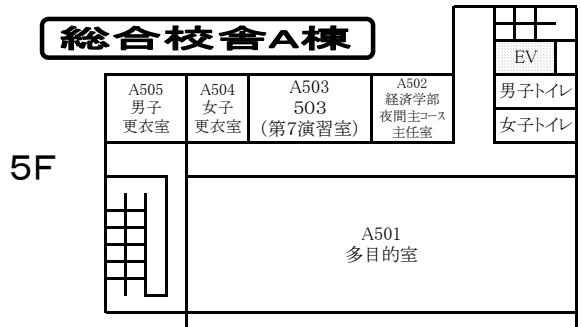 総合校舎A棟
EV
A505
男子
更衣室
A504
女子
更衣室
A503
503
(第7演習室)
A502
経済学部
夜間主コース
主任室
男子トイレ
女子トイレ
5F
A501
多目的室